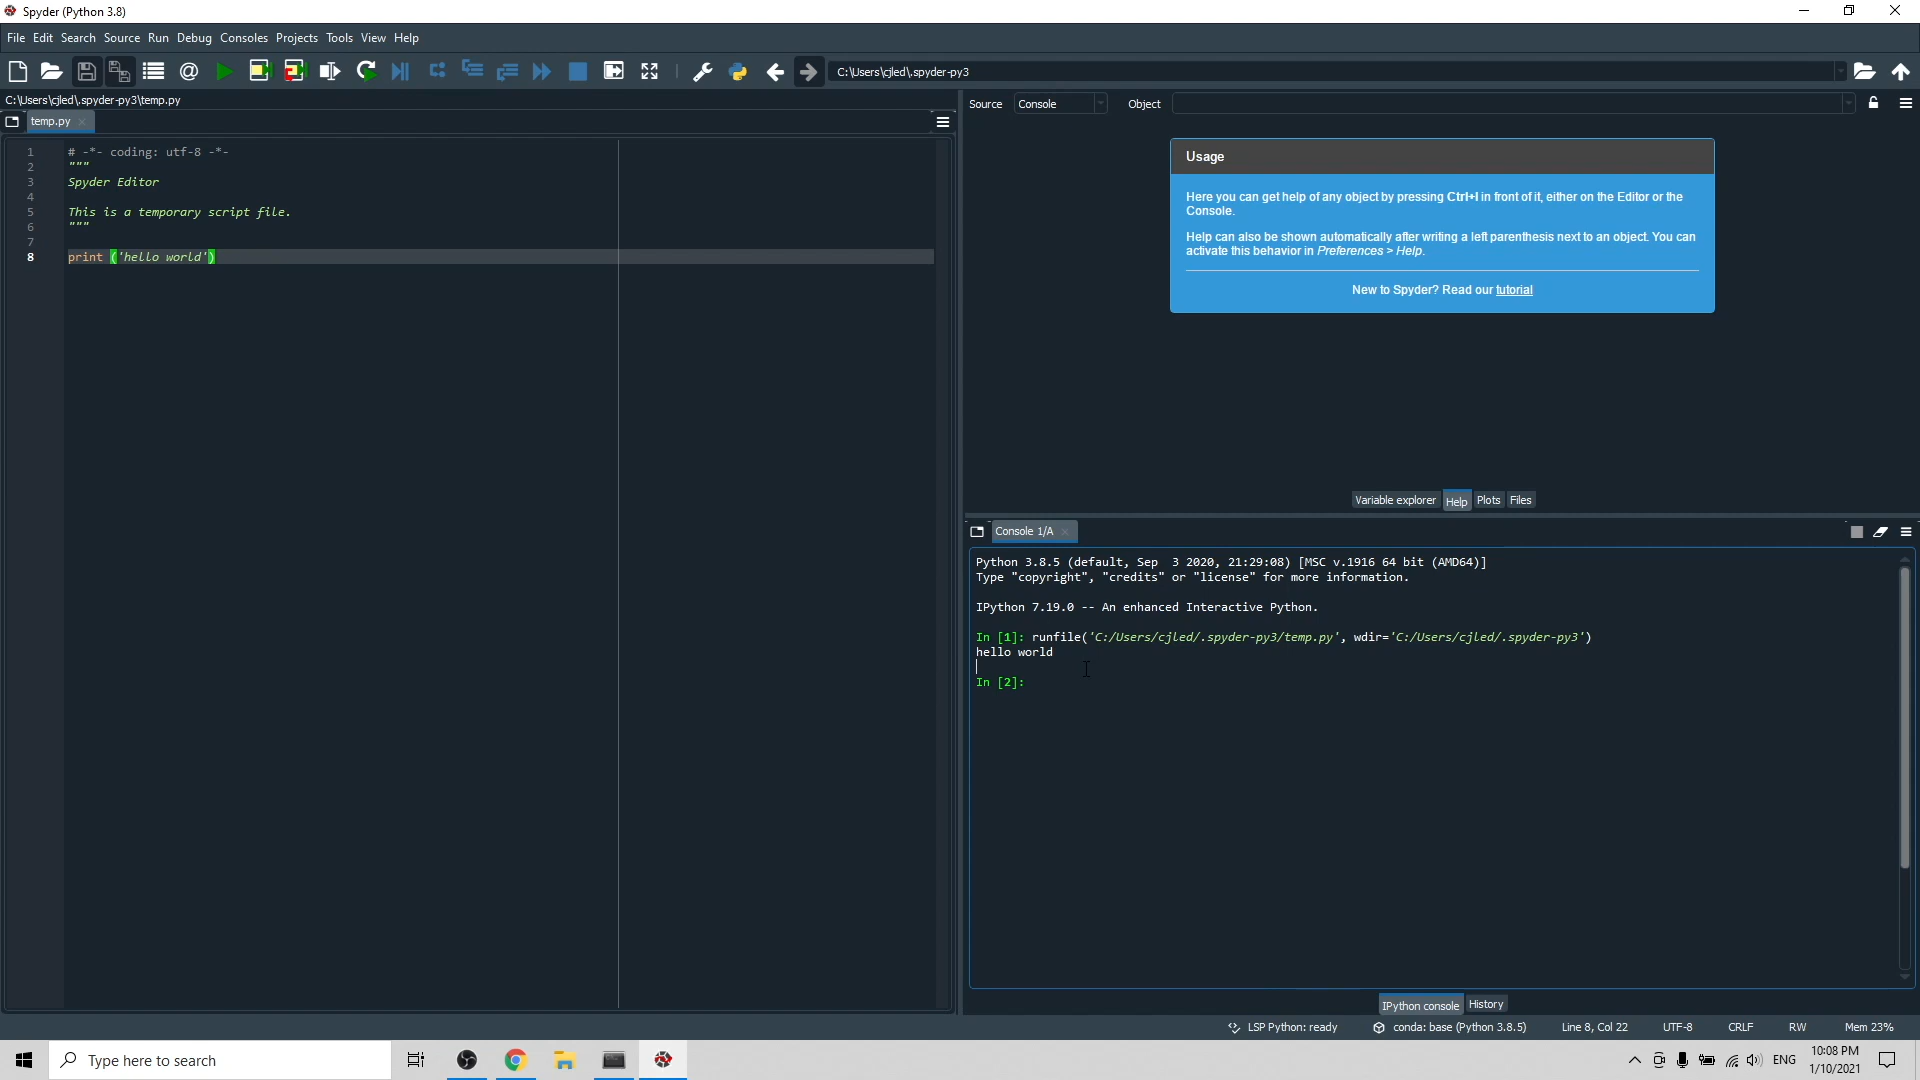 Spyder (Python 3.8)
File Edit Search Source Run Debug Consoles Projects Tools View Help
C:\Users\cjled\.spyder-py3
C:\Users\cjled\.spyder-py3\temp.py
temp.py
1 # -*- coding: utf-8 -*-
2 """
3 Spyder Editor
4
5 This is a temporary script file.
6 """
7
8 print ('hello world')
Source Console Object
Usage
Here you can get help of any object by pressing Ctrl+I in front of it, either on the Editor or the
Console.
Help can also be shown automatically after writing a left parenthesis next to an object. You can
activate this behavior in Preferences > Help.
New to Spyder? Read our tutorial
Variable explorer Help Plots Files
Console 1/A
Python 3.8.5 (default, Sep  3 2020, 21:29:08) [MSC v.1916 64 bit (AMD64)]
Type "copyright", "credits" or "license" for more information.
IPython 7.19.0 -- An enhanced Interactive Python.
In [1]: runfile('C:/Users/cjled/.spyder-py3/temp.py', wdir='C:/Users/cjled/.spyder-py3')
hello world
In [2]:
IPython console History
LSP Python: ready conda: base (Python 3.8.5) Line 8, Col 22 UTF-8 CRLF RW Mem 23%
Type here to search
ENG
10:08 PM
1/10/2021